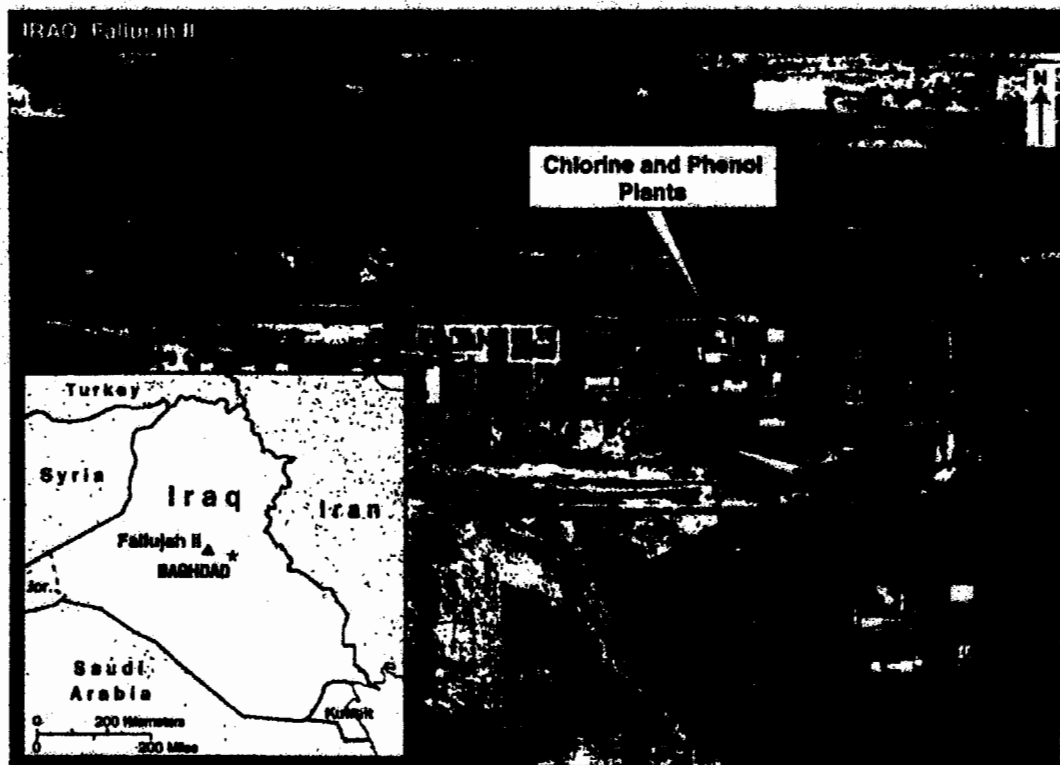 IRAQ: Fallujah II
N
Chlorine and Phenol
Plants
Turkey
Syria
Iraq
Iran
Fallujah II
BAGHDAD
Jor.
Saudi
Arabia
Kuwait
0 200 Kilometers
0 200 Miles